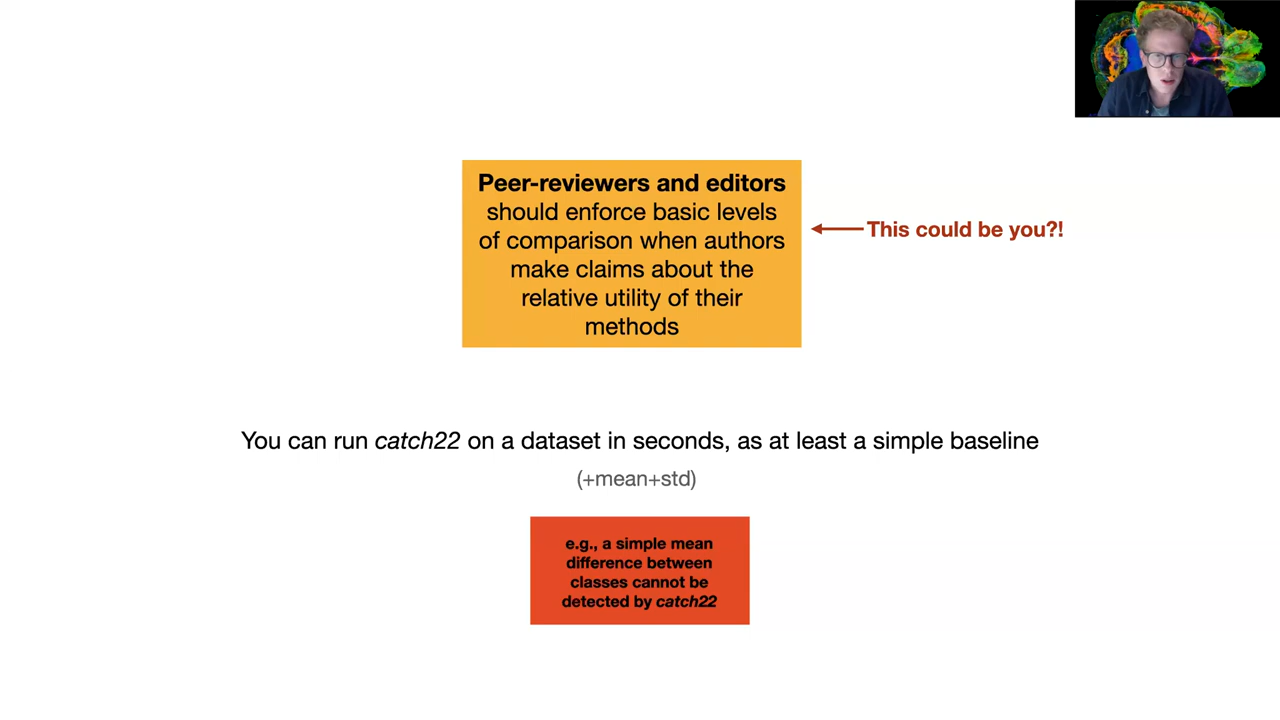 Peer-reviewers and editors
should enforce basic levels
of comparison when authors
make claims about the
relative utility of their
methods
This could be you?!
You can run catch22 on a dataset in seconds, as at least a simple baseline
(+mean+std)
e.g., a simple mean
difference between
classes cannot be
detected by catch22